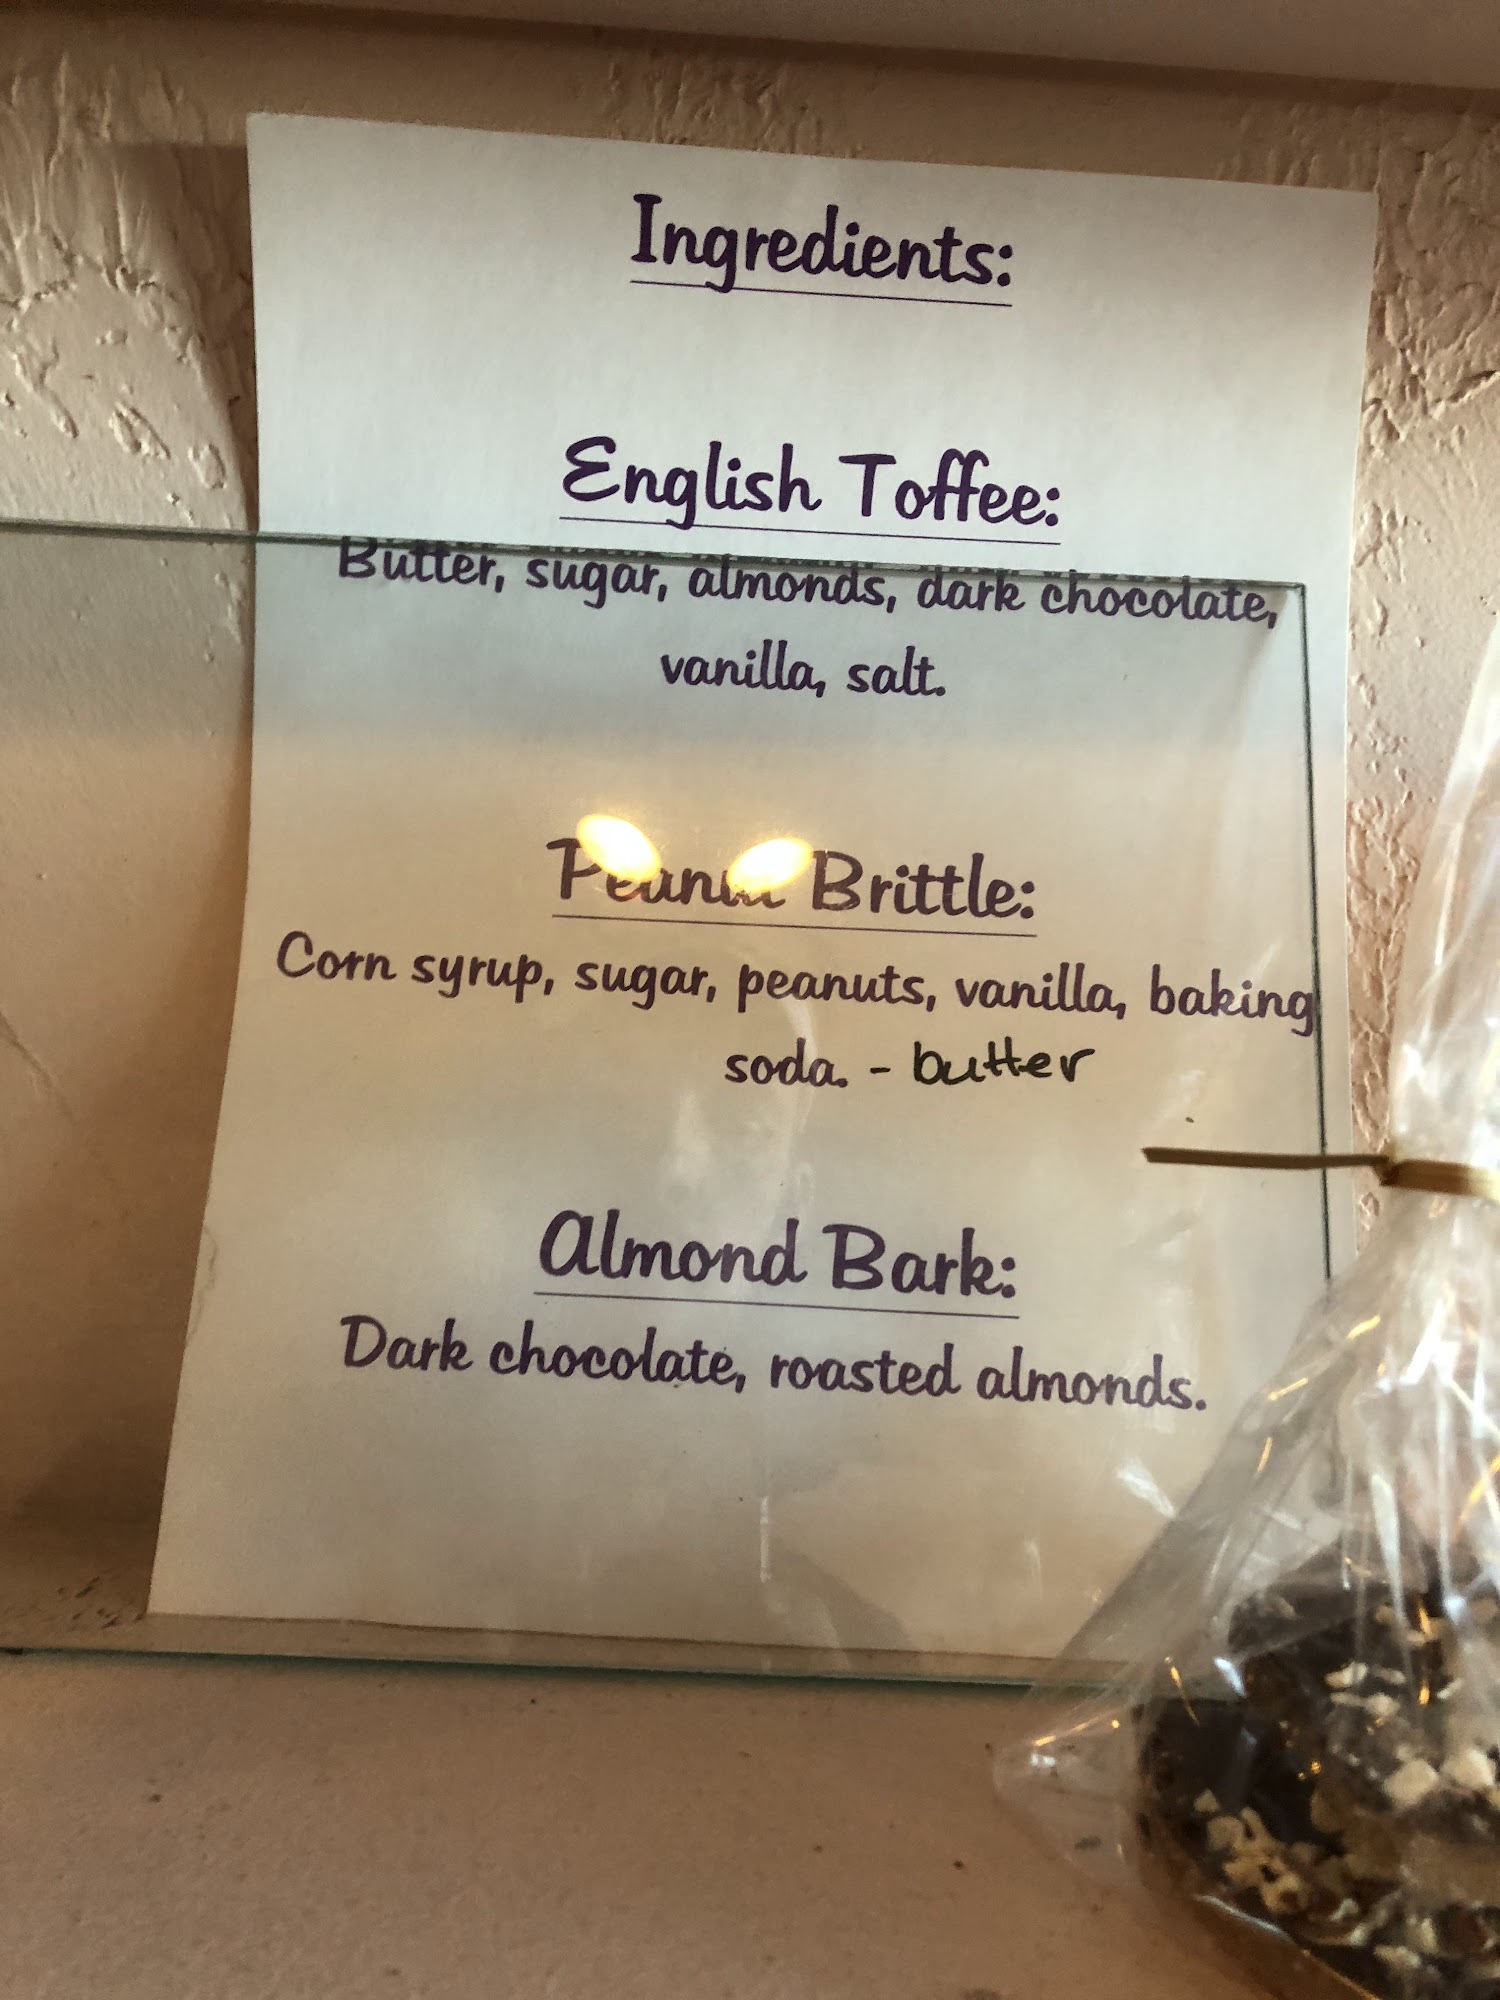 Ingredients:
English Toffee:
Butter, sugar, almonds, dark chocolate,
vanilla, salt.
Peanut Brittle:
Corn syrup, sugar, peanuts, vanilla, baking
soda. - butter
Almond Bark:
Dark chocolate, roasted almonds.